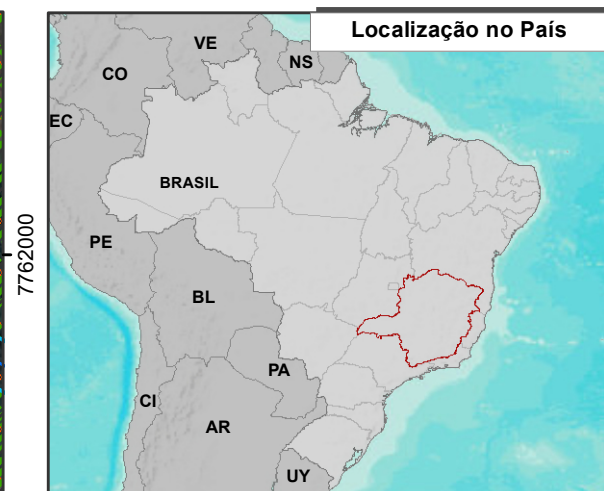 Localização no País
VE
CO
NS
EC
BRASIL
7762000
PE
BL
PA
CI
AR
UY